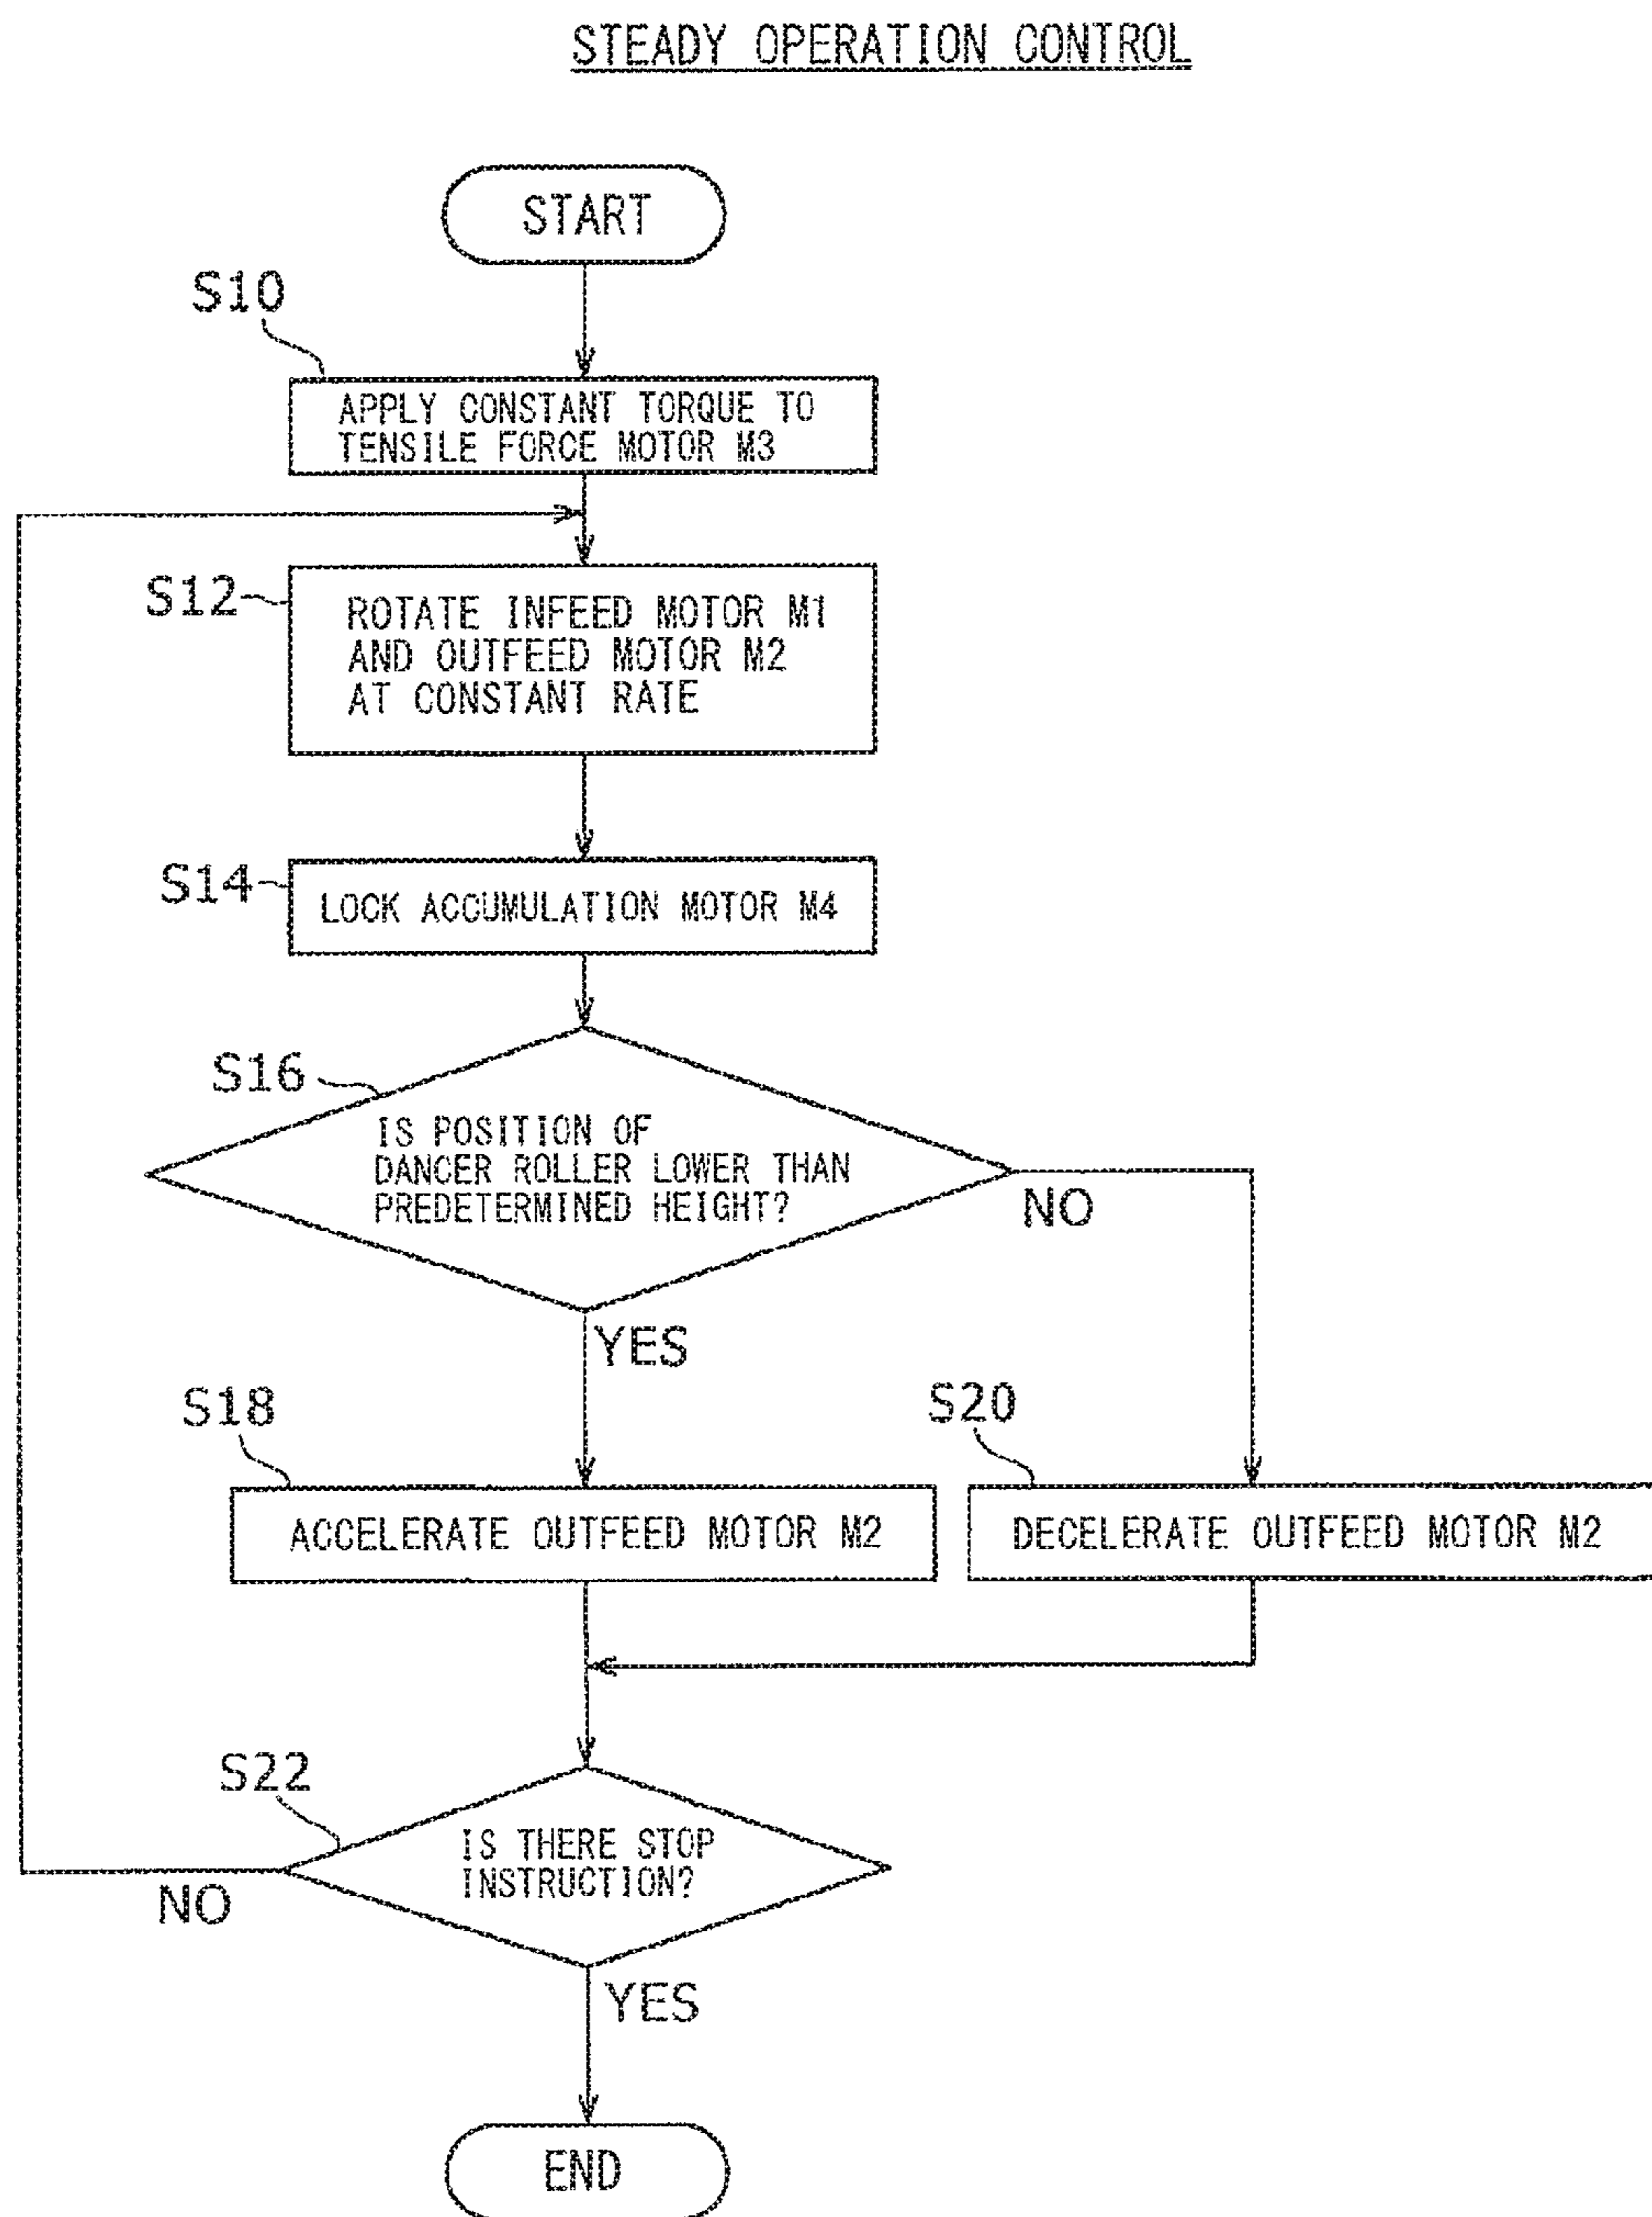 STEADY OPERATION CONTROL
START
S10
APPLY CONSTANT TORQUE TO
TENSILE FORCE MOTOR M3
S12
ROTATE INFEED MOTOR M1
AND OUTFEED MOTOR M2
AT CONSTANT RATE
S14
LOCK ACCUMULATION MOTOR M4
S16
IS POSITION OF
DANCER ROLLER LOWER THAN
PREDETERMINED HEIGHT?
NO
YES
S18
ACCELERATE OUTFEED MOTOR M2
S20
DECELERATE OUTFEED MOTOR M2
S22
IS THERE STOP
INSTRUCTION?
NO
YES
END